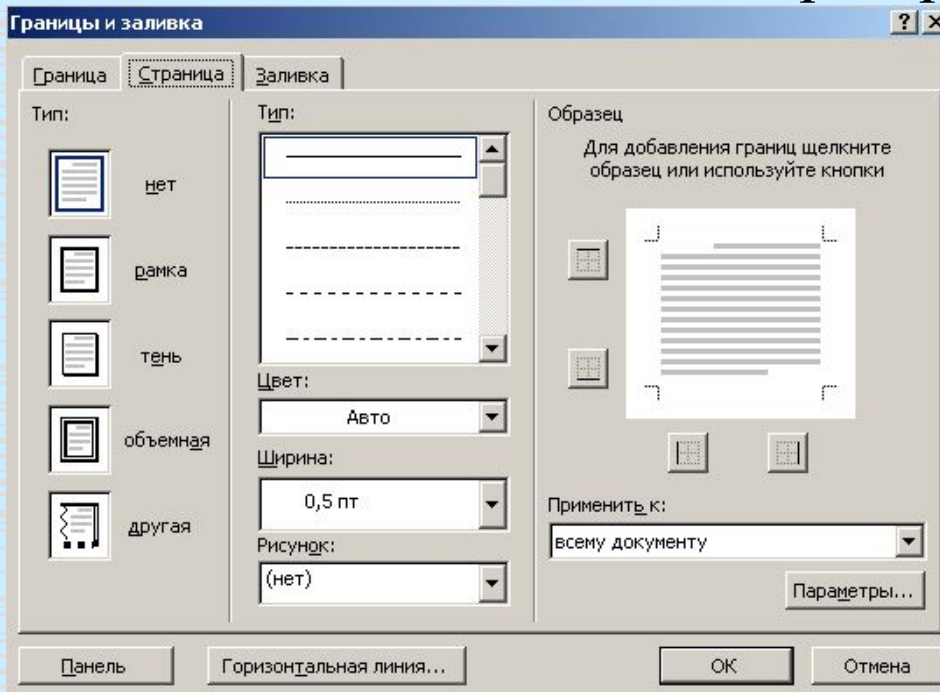 Границы и заливка
Граница Страница Заливка
Тип:
нет
рамка
тень
объемная
другая
Тип:
Цвет:
Авто
Ширина:
0,5 пт
Рисунок:
(нет)
Образец
Для добавления границ щелкните
образец или используйте кнопки
Применить к:
всему документу
Параметры...
Панель Горизонтальная линия... ОК Отмена